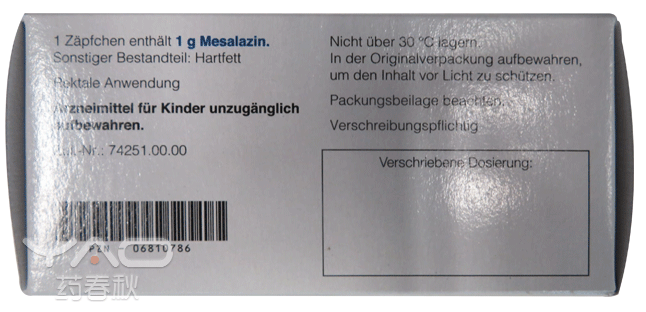 1 Zäpfchen enthält 1 g Mesalazin.
Sonstiger Bestandteil: Hartfett
Rektale Anwendung
Arzneimittel für Kinder unzugänglich
aufbewahren.
Zul.-Nr.: 74251.00.00
PZN - 06810786
Nicht über 30 °C lagern.
In der Originalverpackung aufbewahren,
um den Inhalt vor Licht zu schützen.
Packungsbeilage beachten.
Verschreibungspflichtig
Verschriebene Dosierung:
YAO
药春秋